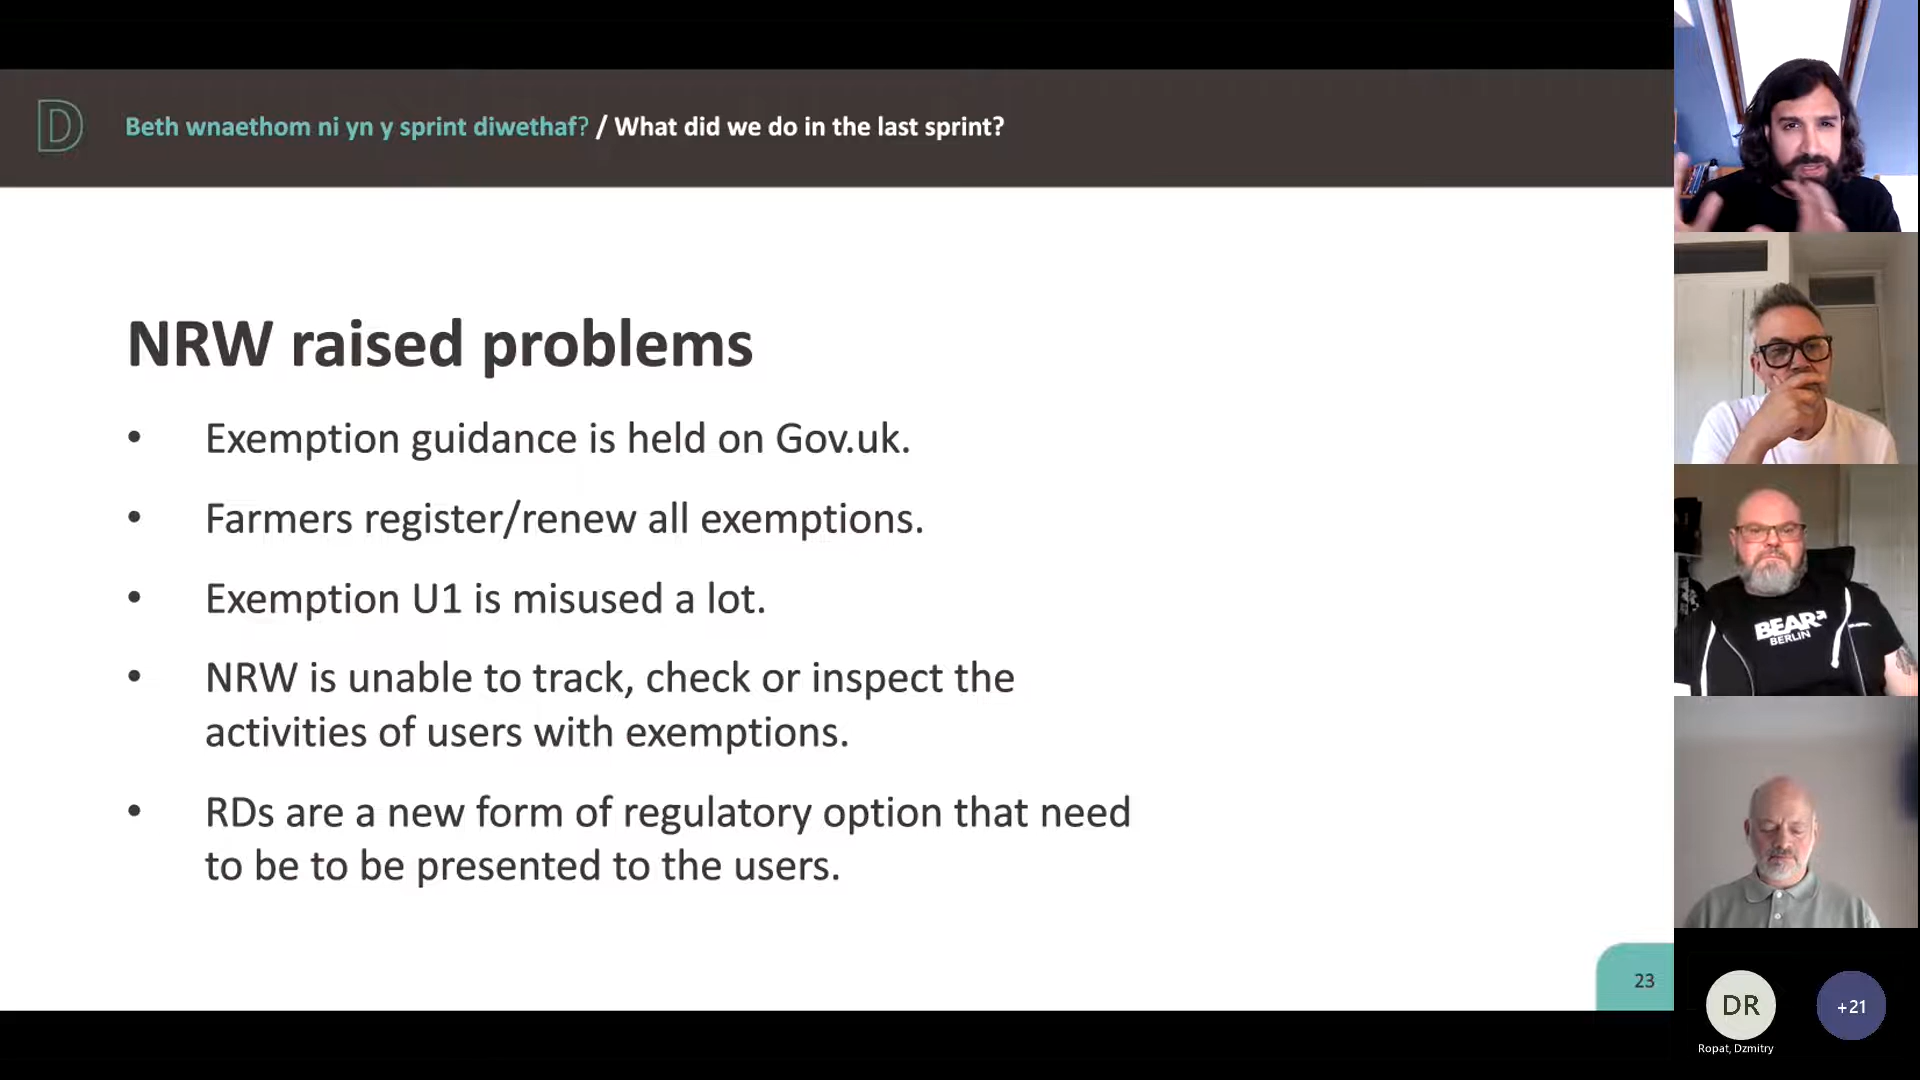 D
Beth wnaethom ni yn y sprint diwethaf? / What did we do in the last sprint?
NRW raised problems
• Exemption guidance is held on Gov.uk.
• Farmers register/renew all exemptions.
• Exemption U1 is misused a lot.
• NRW is unable to track, check or inspect the
activities of users with exemptions.
• RDs are a new form of regulatory option that need
to be to be presented to the users.
23
BEAR
BERLIN
DR
+21
Ropat, Dzmitry